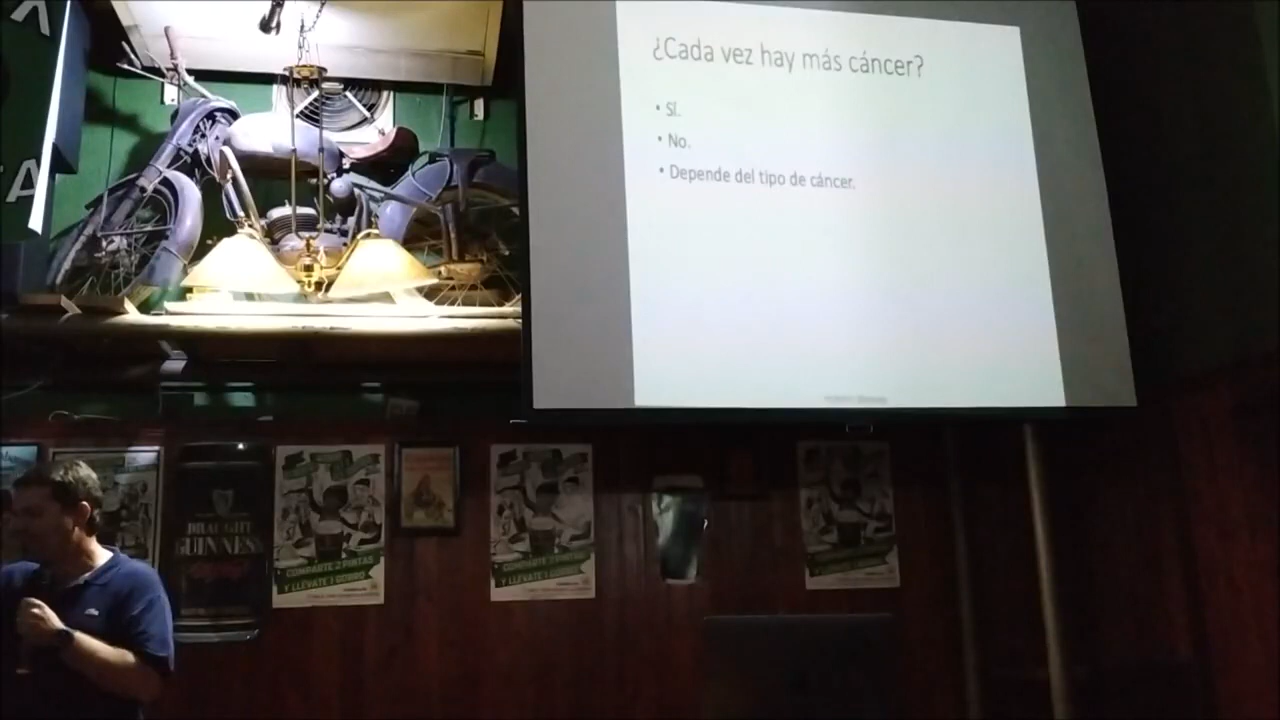 ¿Cada vez hay más cáncer?
• Sí.
• No.
• Depende del tipo de cáncer.
DRAUGHT
GUINNESS
COMPARTE 2 PINTAS
Y LLÉVATE 1 GORRO
COMPARTE 2 PINTAS
Y LLÉVATE 1 GORRO